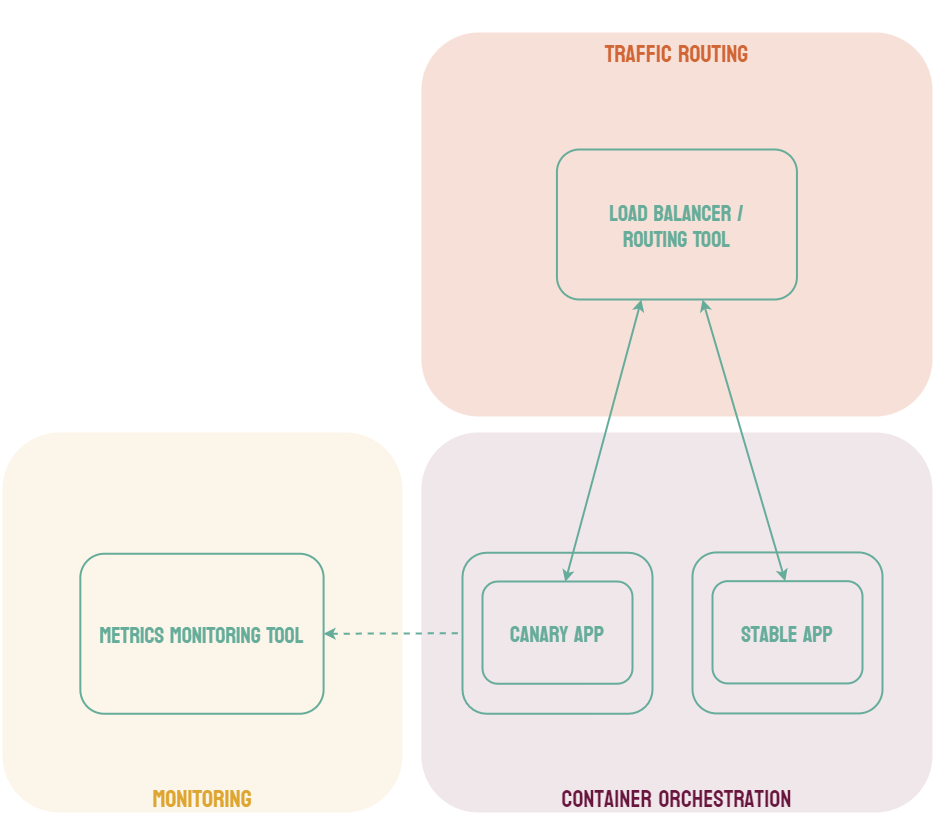 TRAFFIC ROUTING
LOAD BALANCER /
ROUTING TOOL
METRICS MONITORING TOOL
CANARY APP
STABLE APP
MONITORING
CONTAINER ORCHESTRATION